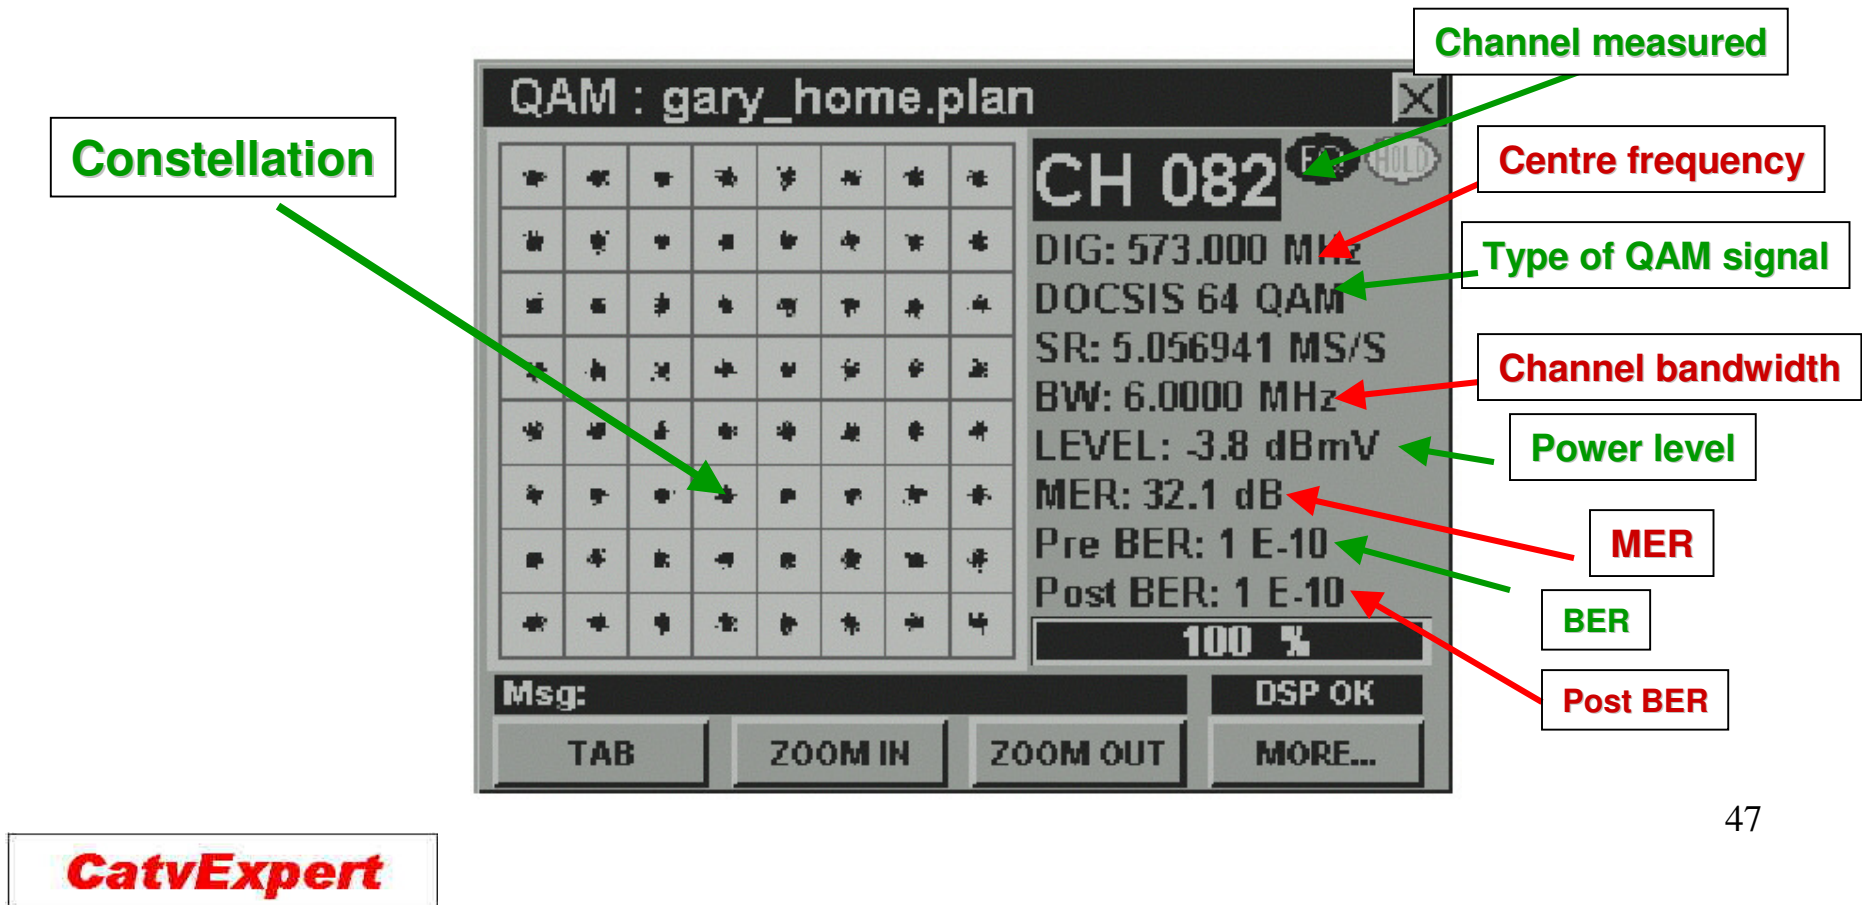 Channel measured
QAM : gary_home.plan
Constellation
CH 082
EQ
HOLD
Centre frequency
DIG: 573.000 MHz
Type of QAM signal
DOCSIS 64 QAM
SR: 5.056941 MS/S
Channel bandwidth
BW: 6.0000 MHz
LEVEL: -3.8 dBmV
Power level
MER: 32.1 dB
MER
Pre BER: 1 E-10
BER
Post BER: 1 E-10
100 %
Post BER
Msg:
DSP OK
TAB
ZOOM IN
ZOOM OUT
MORE...
47
CatvExpert